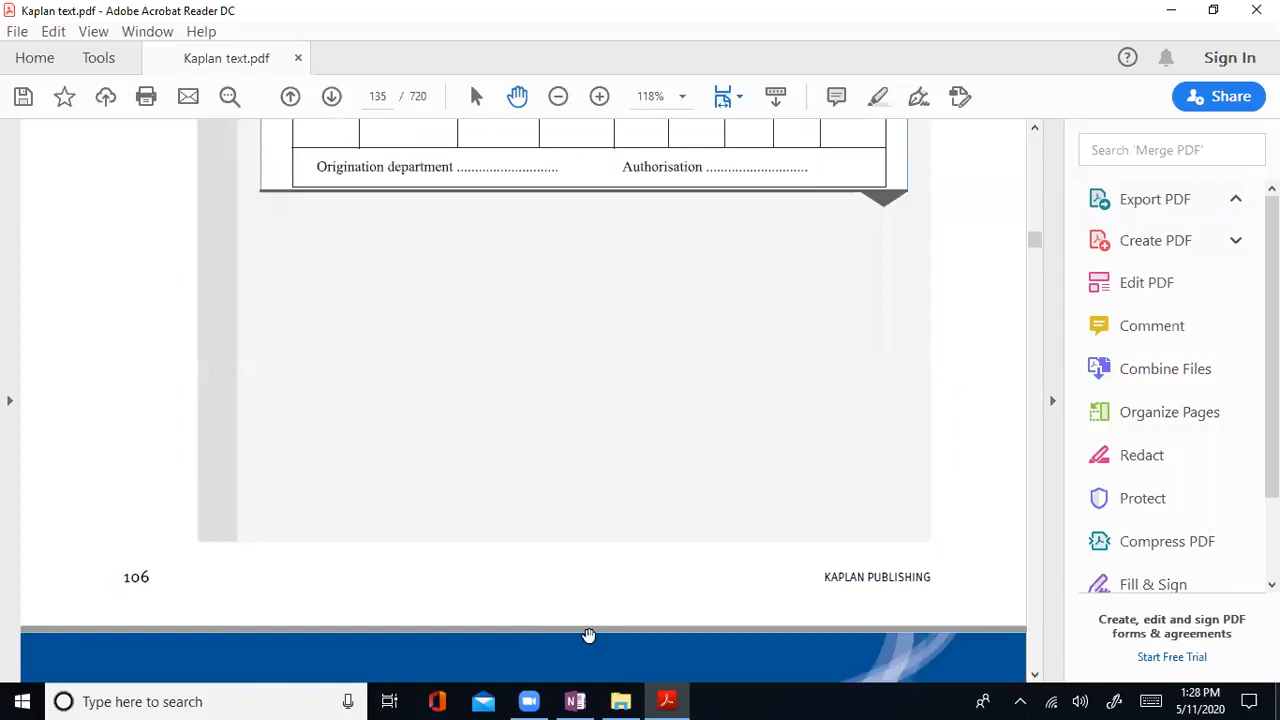 Kaplan text.pdf - Adobe Acrobat Reader DC
File Edit View Window Help
Home Tools Kaplan text.pdf Sign In
135 / 720 118% Share
Search 'Merge PDF'
Origination department ............................ Authorisation ............................
Export PDF
Create PDF
Edit PDF
Comment
Combine Files
Organize Pages
Redact
Protect
Compress PDF
Fill & Sign
106 KAPLAN PUBLISHING
Create, edit and sign PDF
forms & agreements
Start Free Trial
Type here to search
1:28 PM
5/11/2020